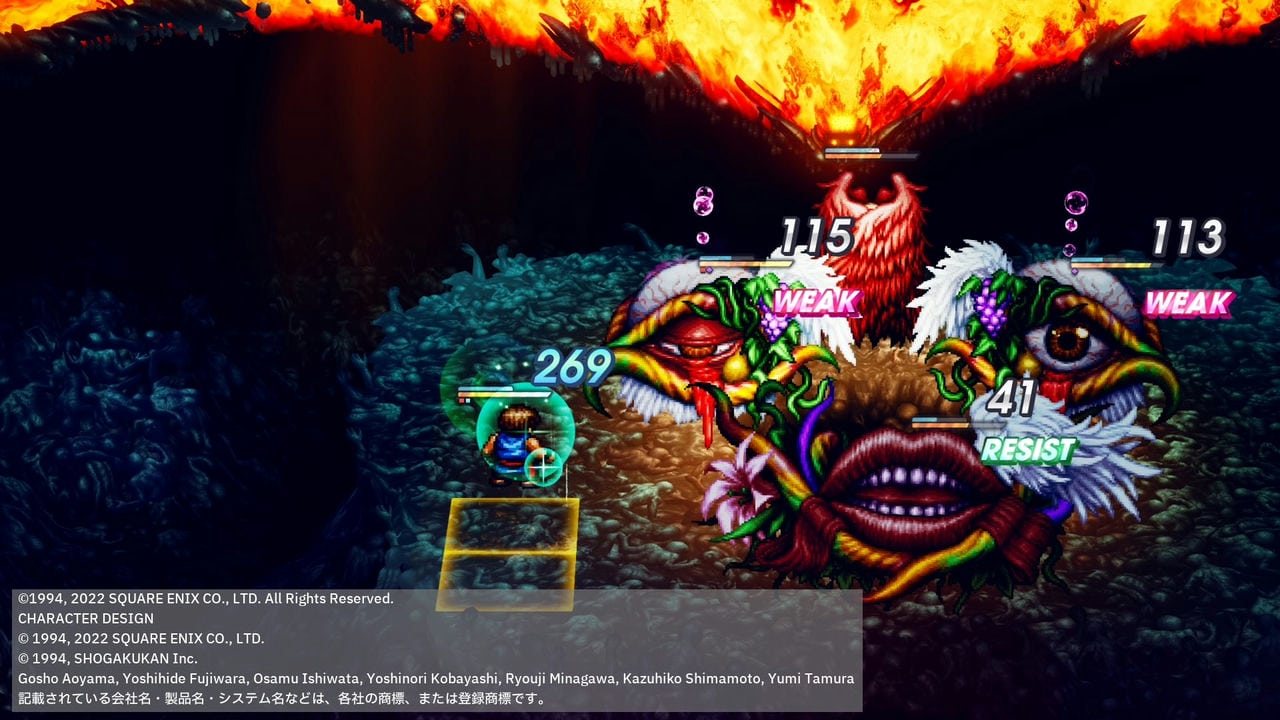 115
113
WEAK
WEAK
269
41
RESIST
©1994, 2022 SQUARE ENIX CO., LTD. All Rights Reserved.
CHARACTER DESIGN
© 1994, 2022 SQUARE ENIX CO., LTD.
© 1994, SHOGAKUKAN Inc.
Gosho Aoyama, Yoshihide Fujiwara, Osamu Ishiwata, Yoshinori Kobayashi, Ryouji Minagawa, Kazuhiko Shimamoto, Yumi Tamura
記載されている会社名・製品名・システム名などは、各社の商標、または登録商標です。